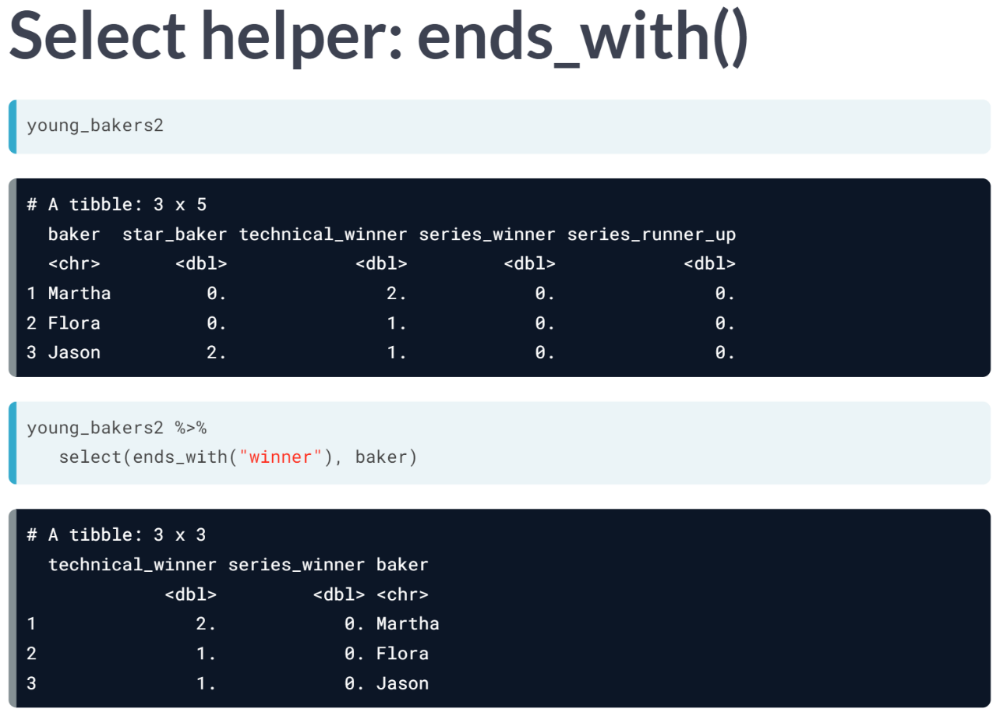 Select helper: ends_with()
young_bakers2
# A tibble: 3 x 5
  baker  star_baker technical_winner series_winner series_runner_up
  <chr>       <dbl>            <dbl>         <dbl>            <dbl>
1 Martha         0.               2.            0.               0.
2 Flora          0.               1.            0.               0.
3 Jason          2.               1.            0.               0.
young_bakers2 %>%
   select(ends_with("winner"), baker)
# A tibble: 3 x 3
  technical_winner series_winner baker
             <dbl>         <dbl> <chr>
1               2.            0. Martha
2               1.            0. Flora
3               1.            0. Jason